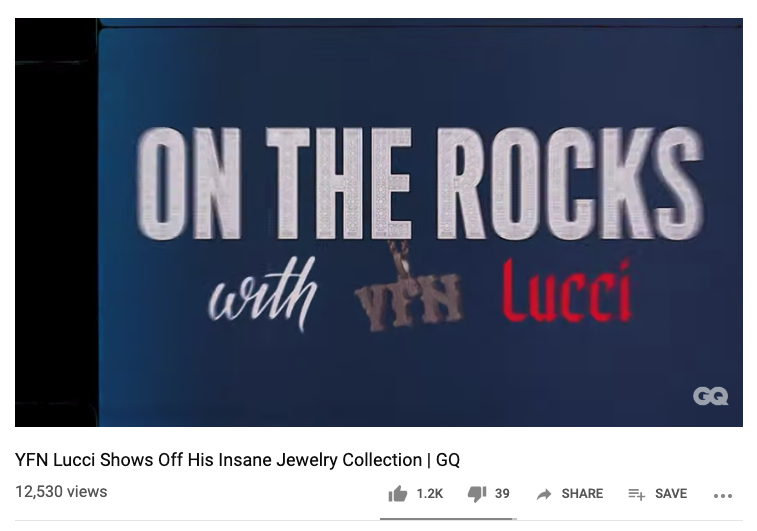 ON THE ROCKS
with YFN Lucci
GQ
YFN Lucci Shows Off His Insane Jewelry Collection | GQ
12,530 views
1.2K 39 SHARE SAVE